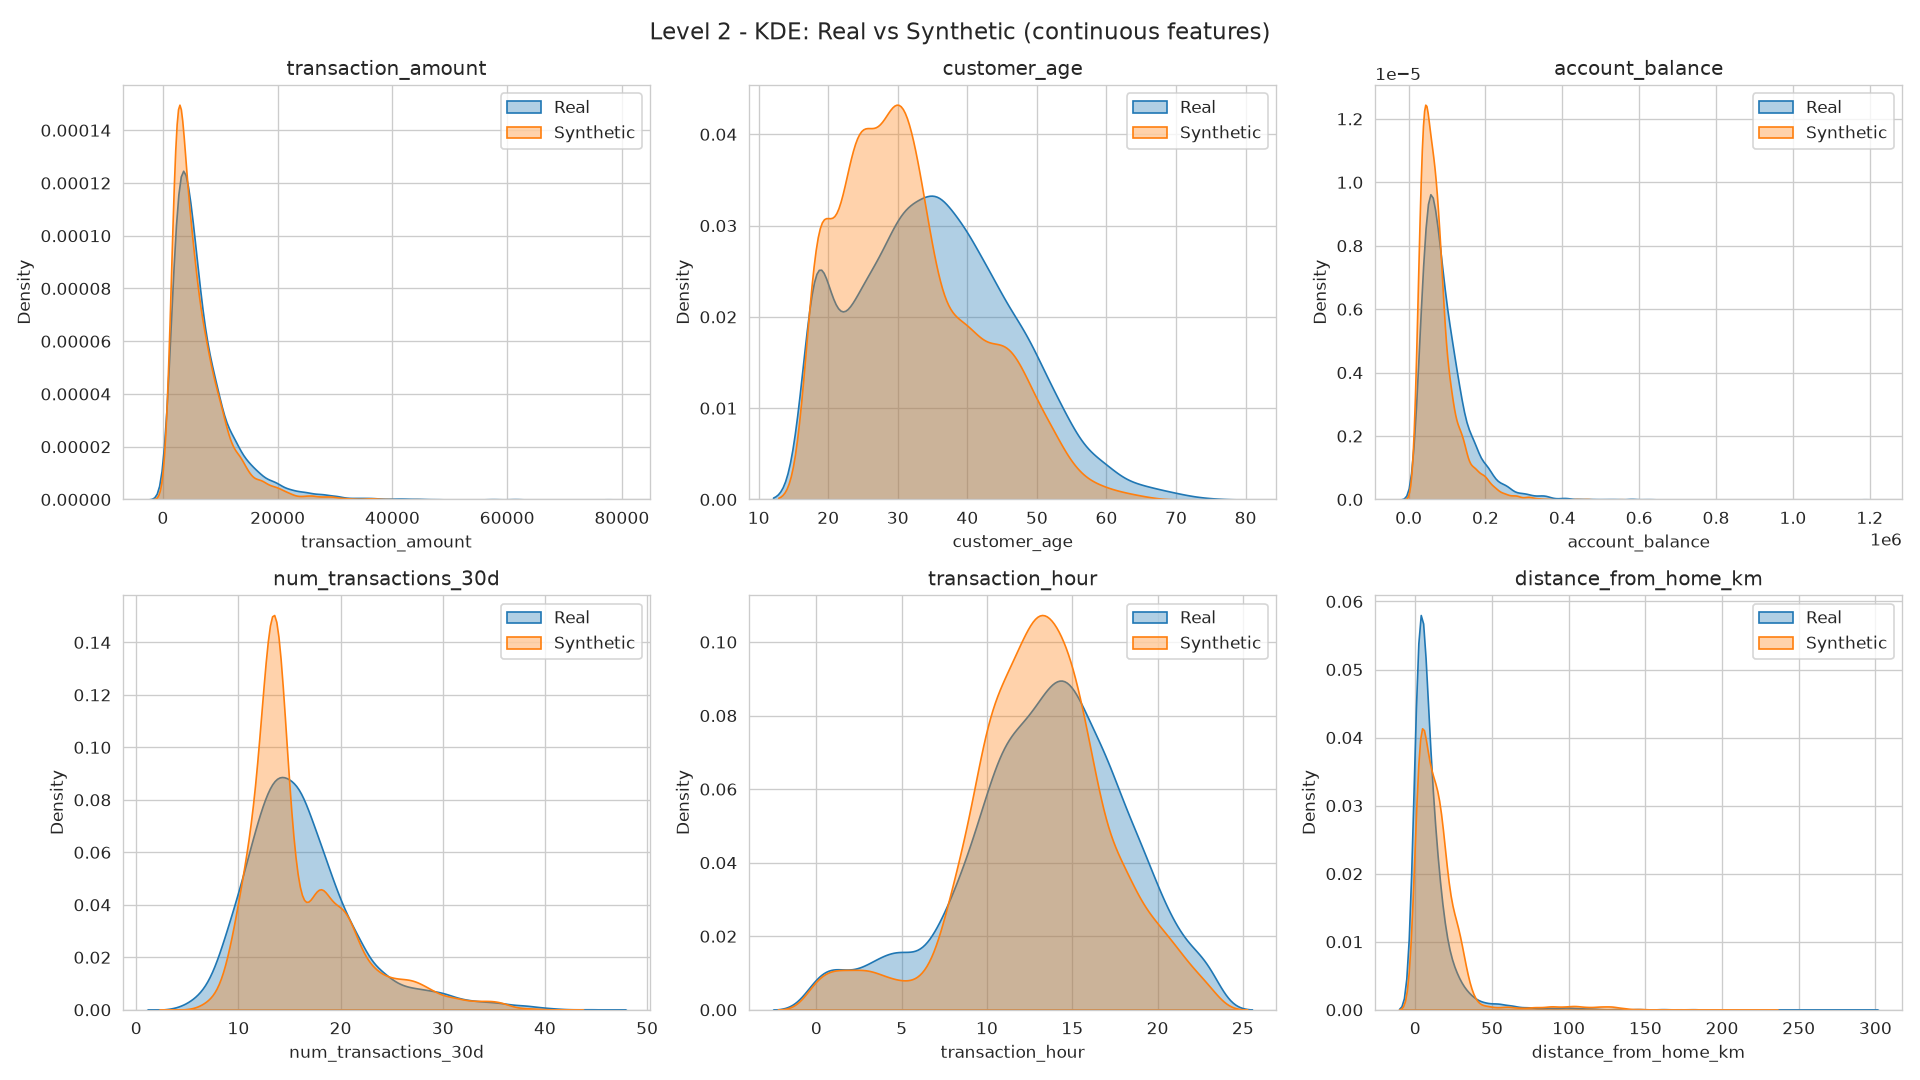 Level 2 - KDE: Real vs Synthetic (continuous features)
transaction_amount
Real
Synthetic
0.00014
0.00012
0.00010
0.00008
0.00006
0.00004
0.00002
0.00000
Density
0 20000 40000 60000 80000
transaction_amount
customer_age
Real
Synthetic
0.04
0.03
0.02
0.01
0.00
Density
10 20 30 40 50 60 70 80
customer_age
account_balance
1e−5
Real
Synthetic
1.2
1.0
0.8
0.6
0.4
0.2
0.0
Density
0.0 0.2 0.4 0.6 0.8 1.0 1.2
1e6
account_balance
num_transactions_30d
Real
Synthetic
0.14
0.12
0.10
0.08
0.06
0.04
0.02
0.00
Density
0 10 20 30 40 50
num_transactions_30d
transaction_hour
Real
Synthetic
0.10
0.08
0.06
0.04
0.02
0.00
Density
0 5 10 15 20 25
transaction_hour
distance_from_home_km
Real
Synthetic
0.06
0.05
0.04
0.03
0.02
0.01
0.00
Density
0 50 100 150 200 250 300
distance_from_home_km